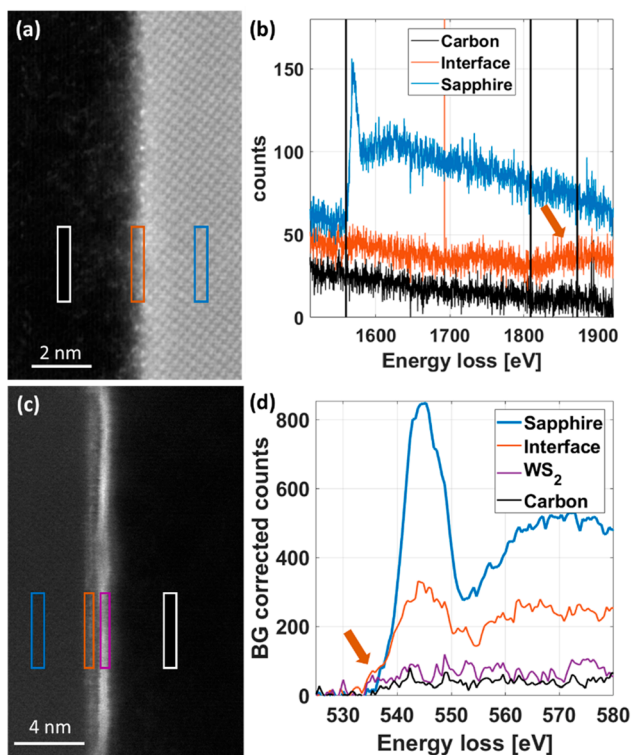 (a)
2 nm
(b)
Carbon
Interface
Sapphire
150
100
50
0
counts
1600
1700
1800
1900
Energy loss [eV]
(c)
4 nm
(d)
Sapphire
Interface
WS2
Carbon
800
600
400
200
0
BG corrected counts
530
540
550
560
570
580
Energy loss [eV]